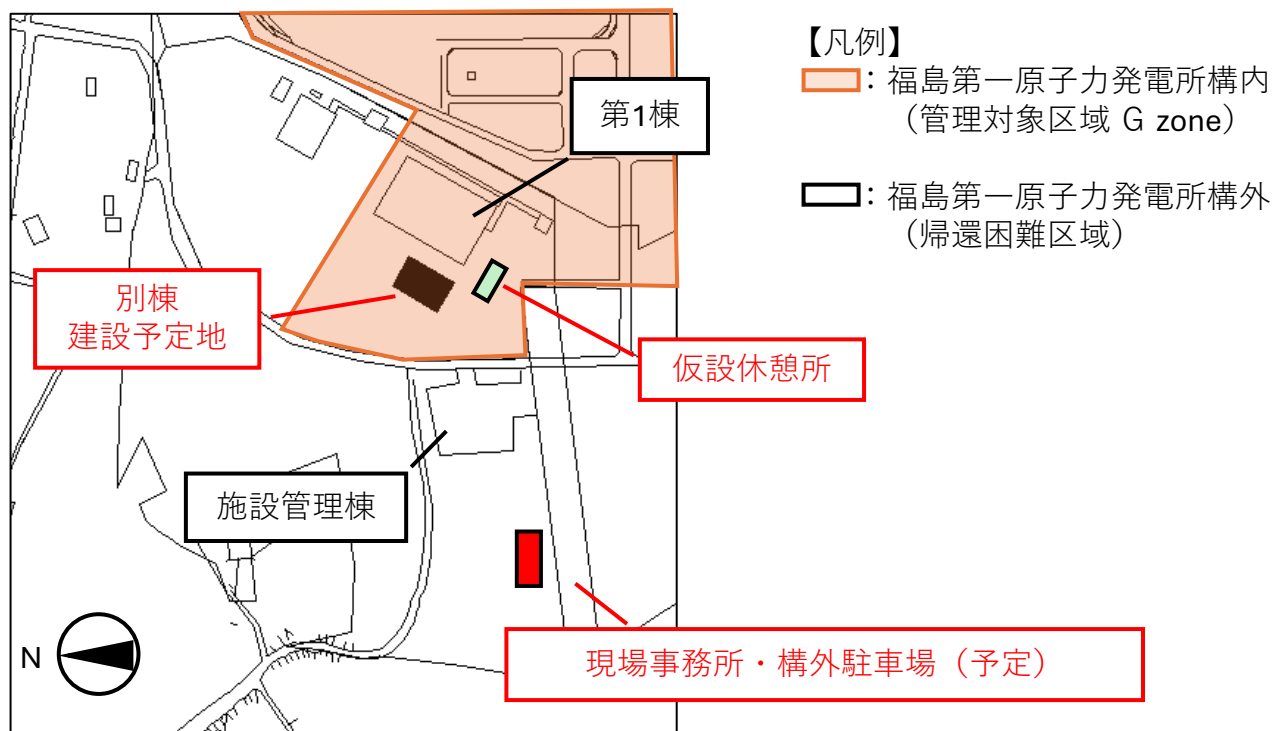 【凡例】
：福島第一原子力発電所構内
（管理対象区域 G zone）
：福島第一原子力発電所構外
（帰還困難区域）
第1棟
別棟
建設予定地
仮設休憩所
施設管理棟
現場事務所・構外駐車場（予定）
N